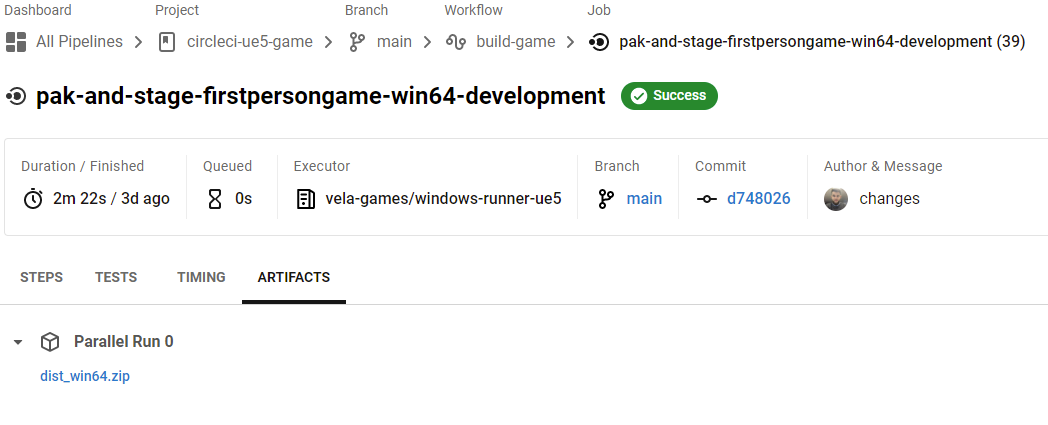 Dashboard Project Branch Workflow Job
All Pipelines circleci-ue5-game main build-game pak-and-stage-firstpersongame-win64-development (39)
pak-and-stage-firstpersongame-win64-development Success
Duration / Finished Queued Executor Branch Commit Author & Message
2m 22s / 3d ago 0s vela-games/windows-runner-ue5 main d748026 changes
STEPS TESTS TIMING ARTIFACTS
Parallel Run 0
dist_win64.zip